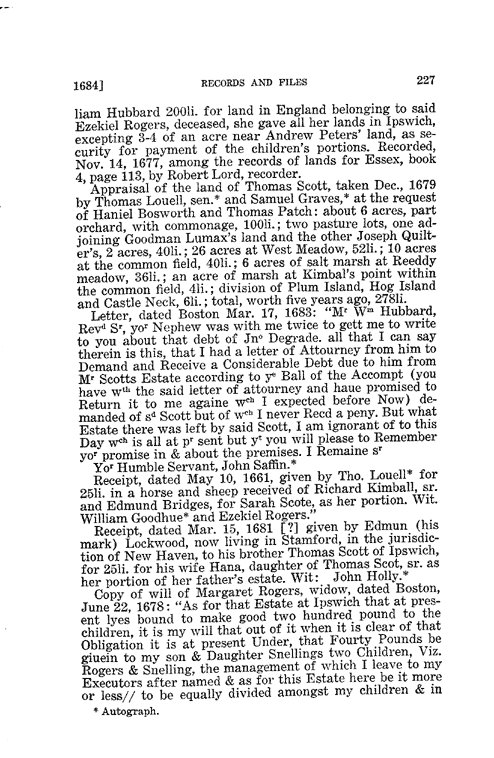 1684] RECORDS AND FILES 227
liam Hubbard 200li. for land in England belonging to said
Ezekiel Rogers, deceased, she gave all her lands in Ipswich,
excepting 3-4 of an acre near Andrew Peters' land, as se-
curity for payment of the children's portions. Recorded,
Nov. 14, 1677, among the records of lands for Essex, book
4, page 113, by Robert Lord, recorder.
Appraisal of the land of Thomas Scott, taken Dec., 1679
by Thomas Louell, sen.* and Samuel Graves,* at the request
of Haniel Bosworth and Thomas Patch: about 6 acres, part
orchard, with commonage, 100li.; two pasture lots, one ad-
joining Goodman Lumax's land and the other Joseph Quilt-
er's, 2 acres, 40li.; 26 acres at West Meadow, 52li.; 10 acres
at the common field, 40li.; 6 acres of salt marsh at Reeddy
meadow, 36li.; an acre of marsh at Kimbal's point within
the common field, 4li.; division of Plum Island, Hog Island
and Castle Neck, 6li.; total, worth five years ago, 278li.
Letter, dated Boston Mar. 17, 1683: "Mʳ Wᵐ Hubbard,
Revᵈ Sʳ, yoʳ Nephew was with me twice to gett me to write
to you about that debt of Jnᵒ Degrade. all that I can say
therein is this, that I had a letter of Attourney from him to
Demand and Receive a Considerable Debt due to him from
Mʳ Scotts Estate according to yᵉ Ball of the Accompt (you
have wᵗʰ the said letter of attourney and haue promised to
Return it to me againe wᶜʰ I expected before Now) de-
manded of sᵈ Scott but of wᶜʰ I never Recd a peny. But what
Estate there was left by said Scott, I am ignorant of to this
Day wᶜʰ is all at pʳ sent but yᵗ you will please to Remember
yoʳ promise in & about the premises. I Remaine sʳ
Yoʳ Humble Servant, John Saffin.*
Receipt, dated May 10, 1661, given by Tho. Louell* for
25li. in a horse and sheep received of Richard Kimball, sr.
and Edmund Bridges, for Sarah Scote, as her portion. Wit.
William Goodhue* and Ezekiel Rogers."
Receipt, dated Mar. 15, 1681 [?] given by Edmun (his
mark) Lockwood, now living in Stamford, in the jurisdic-
tion of New Haven, to his brother Thomas Scott of Ipswich,
for 25li. for his wife Hana, daughter of Thomas Scot, sr. as
her portion of her father's estate. Wit: John Holly.*
Copy of will of Margaret Rogers, widow, dated Boston,
June 22, 1678: "As for that Estate at Ipswich that at pres-
ent lyes bound to make good two hundred pound to the
children, it is my will that out of it when it is clear of that
Obligation it is at present Under, that Fourty Pounds be
giuein to my son & Daughter Snellings two Children, Viz.
Rogers & Snelling, the management of which I leave to my
Executors after named & as for this Estate here be it more
or less// to be equally divided amongst my children & in
* Autograph.